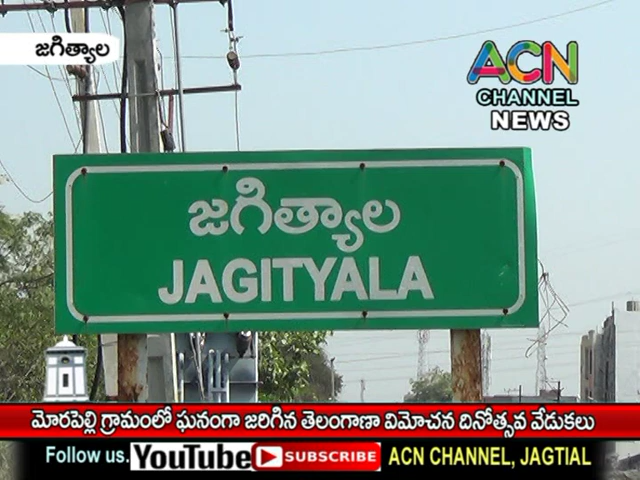 జగిత్యాల
ACN
CHANNEL
NEWS
జగిత్యాల
JAGITYALA
మోరపెల్లి గ్రామంలో ఘనంగా జరిగిన తెలంగాణా విమోచన దినోత్సవ వేడుకలు
Follow us. YouTube SUBSCRIBE ACN CHANNEL, JAGTIAL